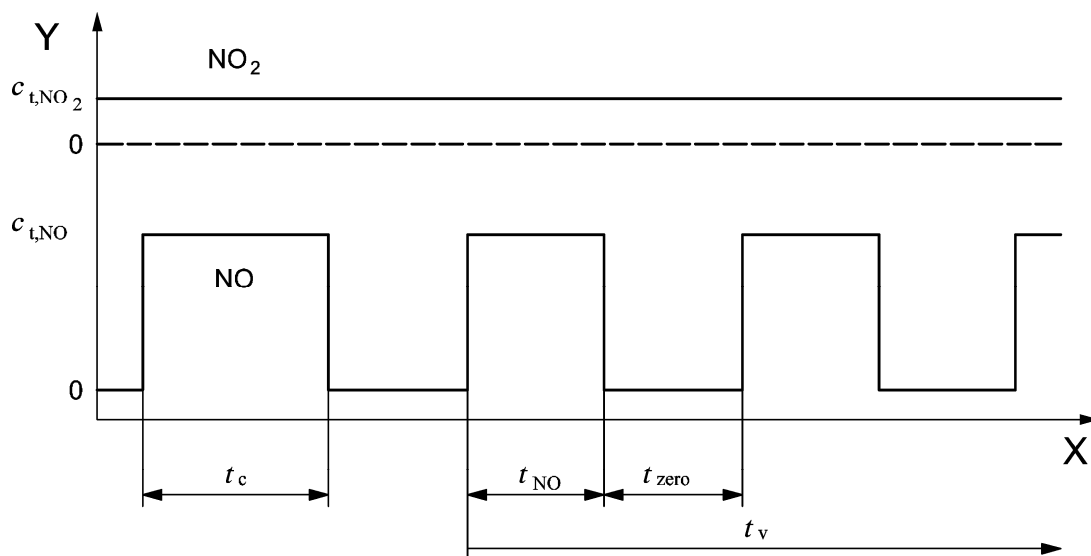 Y
NO₂
c t,NO₂
0
c t,NO
NO
0
X
t c
t NO
t zero
t v